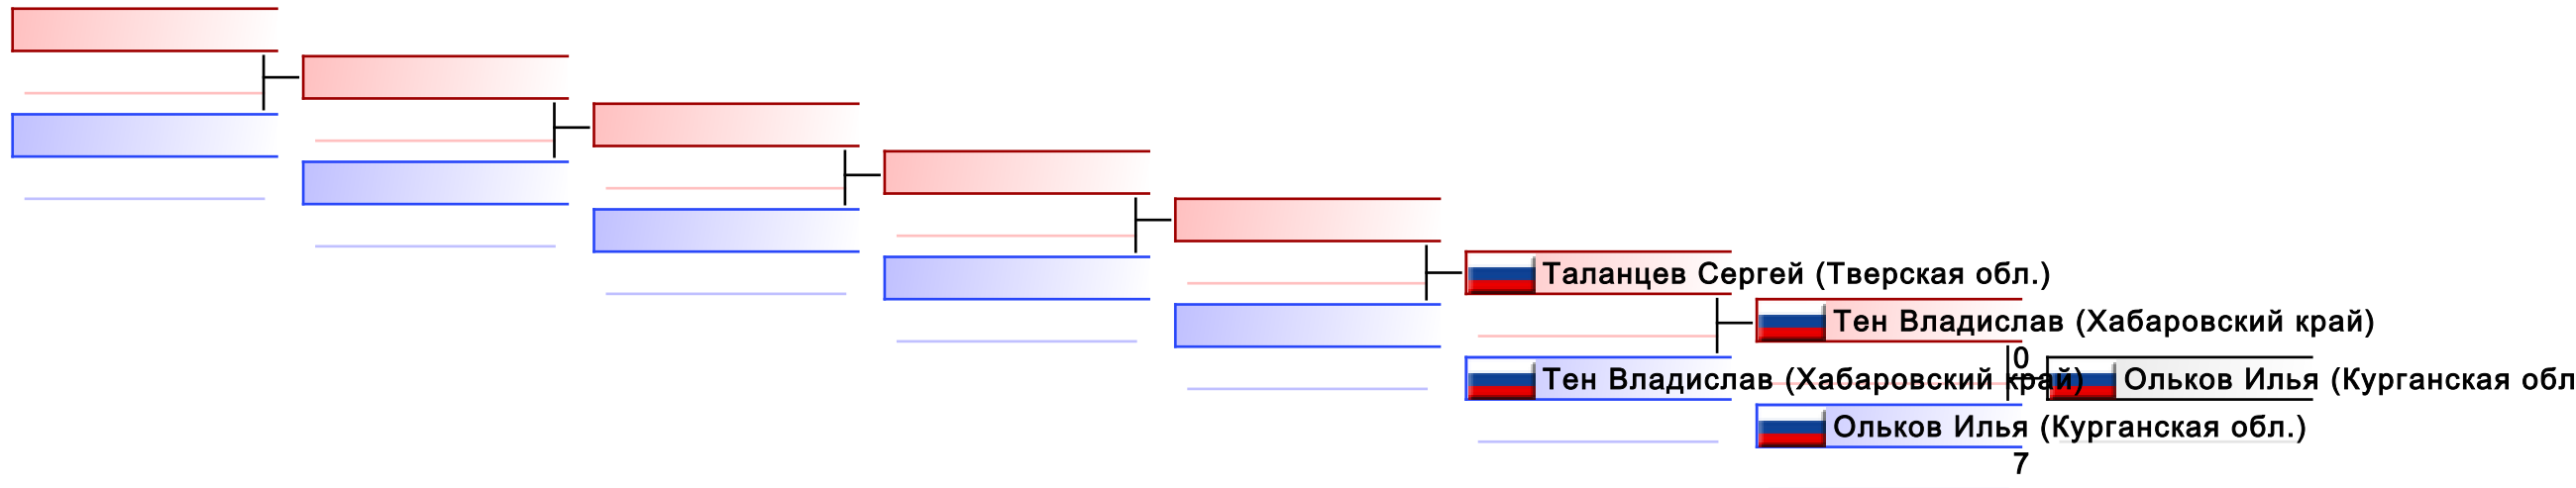 Таланцев Сергей (Тверская обл.)
Тен Владислав (Хабаровский край)
0
Тен Владислав (Хабаровский край)
Ольков Илья (Курганская обл
Ольков Илья (Курганская обл.)
7